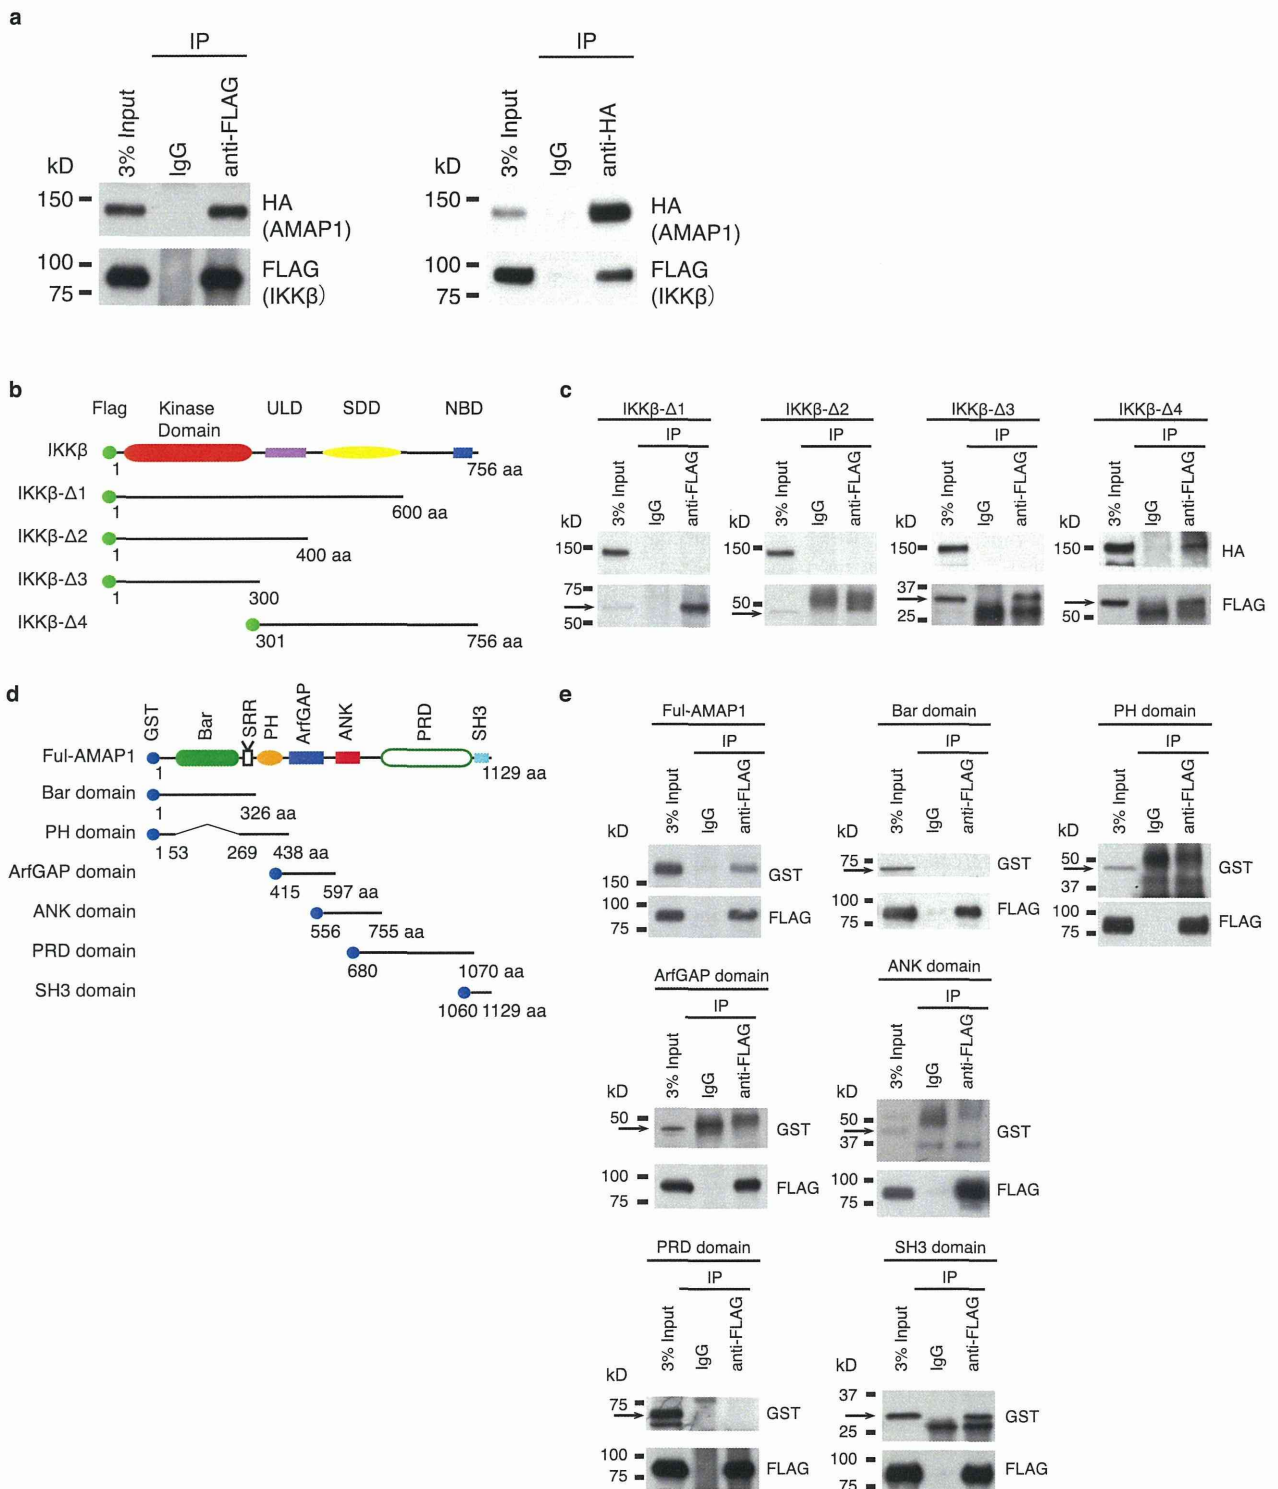 a
IP
IP
3% Input
IgG
anti-FLAG
3% Input
IgG
anti-HA
kD
kD
150
HA
(AMAP1)
150
HA
(AMAP1)
100
75
FLAG
(IKKβ)
100
75
FLAG
(IKKβ)
b
Flag
Kinase
Domain
ULD
SDD
NBD
IKKβ
1
756 aa
IKKβ-Δ1
1
600 aa
IKKβ-Δ2
1
400 aa
IKKβ-Δ3
1
300
IKKβ-Δ4
301
756 aa
c
IKKβ-Δ1
IKKβ-Δ2
IKKβ-Δ3
IKKβ-Δ4
IP
IP
IP
IP
3% Input
IgG
anti-FLAG
3% Input
IgG
anti-FLAG
3% Input
IgG
anti-FLAG
3% Input
IgG
anti-FLAG
kD
kD
kD
kD
150
150
150
150
HA
75
50
50
37
25
50
FLAG
d
GST
Bar
SRR
PH
ArfGAP
ANK
PRD
SH3
Ful-AMAP1
1
1129 aa
Bar domain
1
326 aa
PH domain
1 53
269
438 aa
ArfGAP domain
415
597 aa
ANK domain
556
755 aa
PRD domain
680
1070 aa
SH3 domain
1060 1129 aa
e
Ful-AMAP1
Bar domain
PH domain
IP
IP
IP
3% Input
IgG
anti-FLAG
3% Input
IgG
anti-FLAG
3% Input
IgG
anti-FLAG
kD
kD
kD
150
GST
75
GST
50
37
GST
100
75
FLAG
100
75
FLAG
100
75
FLAG
ArfGAP domain
ANK domain
IP
IP
3% Input
IgG
anti-FLAG
3% Input
IgG
anti-FLAG
kD
kD
50
GST
50
37
GST
100
75
FLAG
100
75
FLAG
PRD domain
SH3 domain
IP
IP
3% Input
IgG
anti-FLAG
3% Input
IgG
anti-FLAG
kD
kD
75
GST
37
25
GST
100
75
FLAG
100
75
FLAG